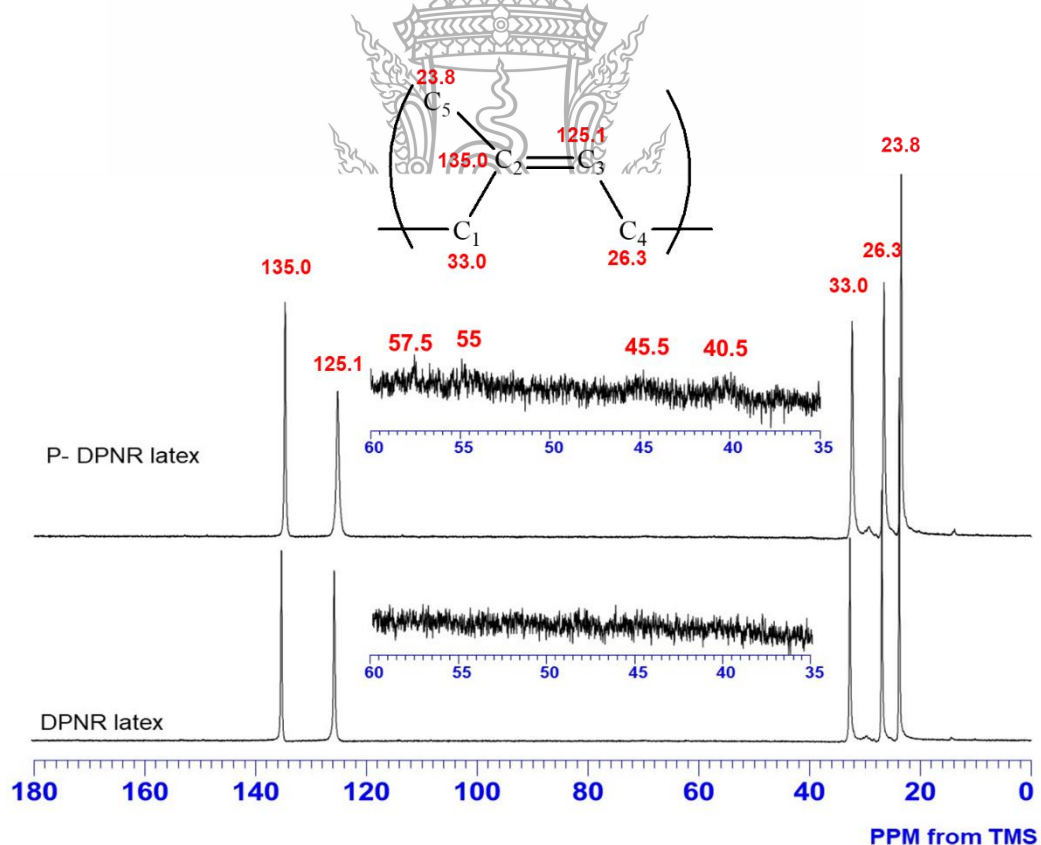 23.8
C5
125.1
135.0 C2 C3
C1 C4
33.0 26.3
23.8
26.3
135.0
33.0
125.1
57.5 55 45.5 40.5
60 55 50 45 40 35
P- DPNR latex
60 55 50 45 40 35
DPNR latex
180 160 140 120 100 80 60 40 20 0
PPM from TMS